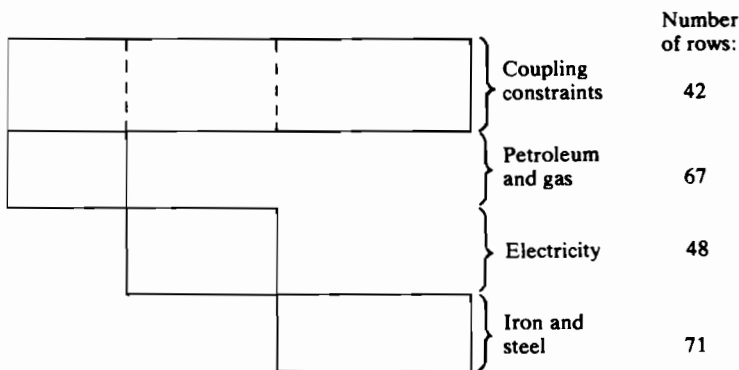 Number
of rows:
Coupling
constraints
42
Petroleum
and gas
67
Electricity
48
Iron and
steel
71